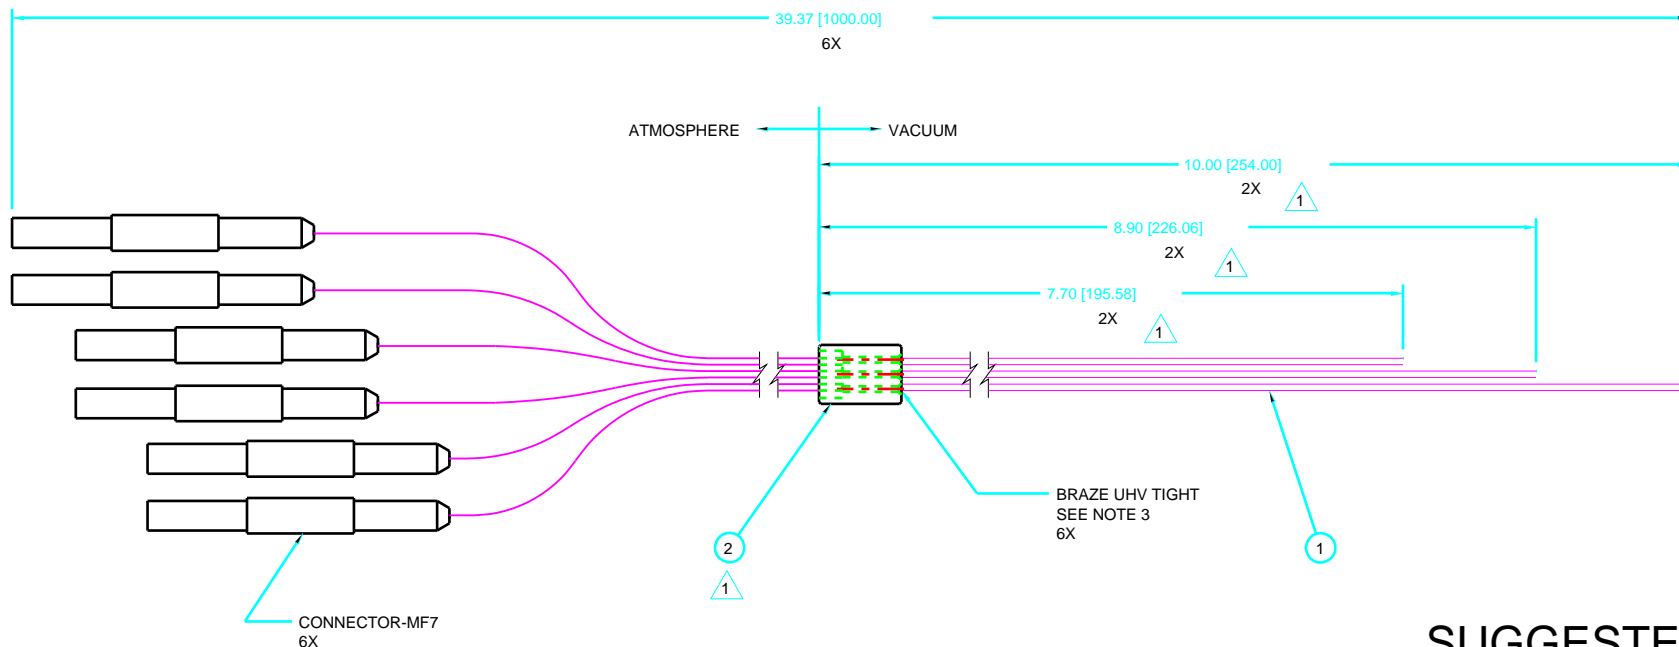 39.37 [1000.00]
6X
ATMOSPHERE
VACUUM
10.00 [254.00]
2X
1
8.90 [226.06]
2X
1
7.70 [195.58]
2X
1
BRAZE UHV TIGHT
SEE NOTE 3
6X
2
1
1
CONNECTOR-MF7
6X
SUGGESTE